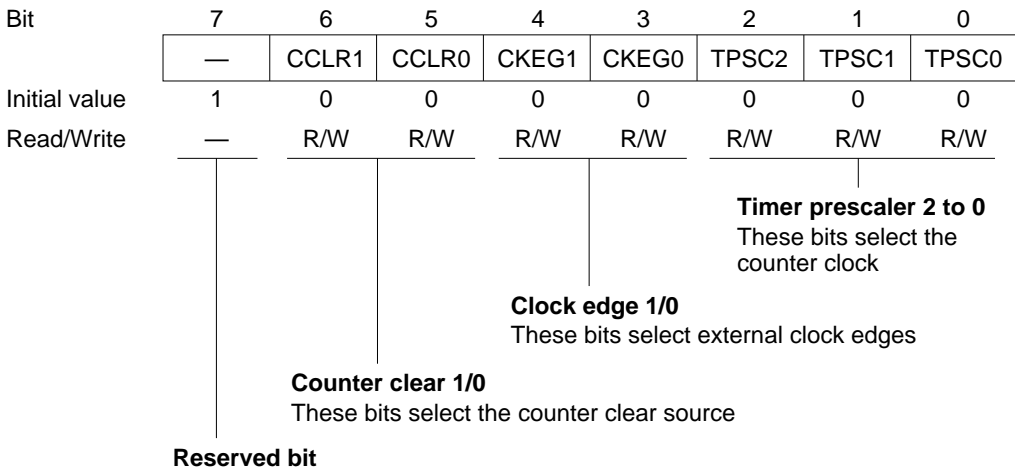 Bit 7 6 5 4 3 2 1 0
— CCLR1 CCLR0 CKEG1 CKEG0 TPSC2 TPSC1 TPSC0
Initial value 1 0 0 0 0 0 0 0
Read/Write — R/W R/W R/W R/W R/W R/W R/W
Timer prescaler 2 to 0
These bits select the
counter clock
Clock edge 1/0
These bits select external clock edges
Counter clear 1/0
These bits select the counter clear source
Reserved bit